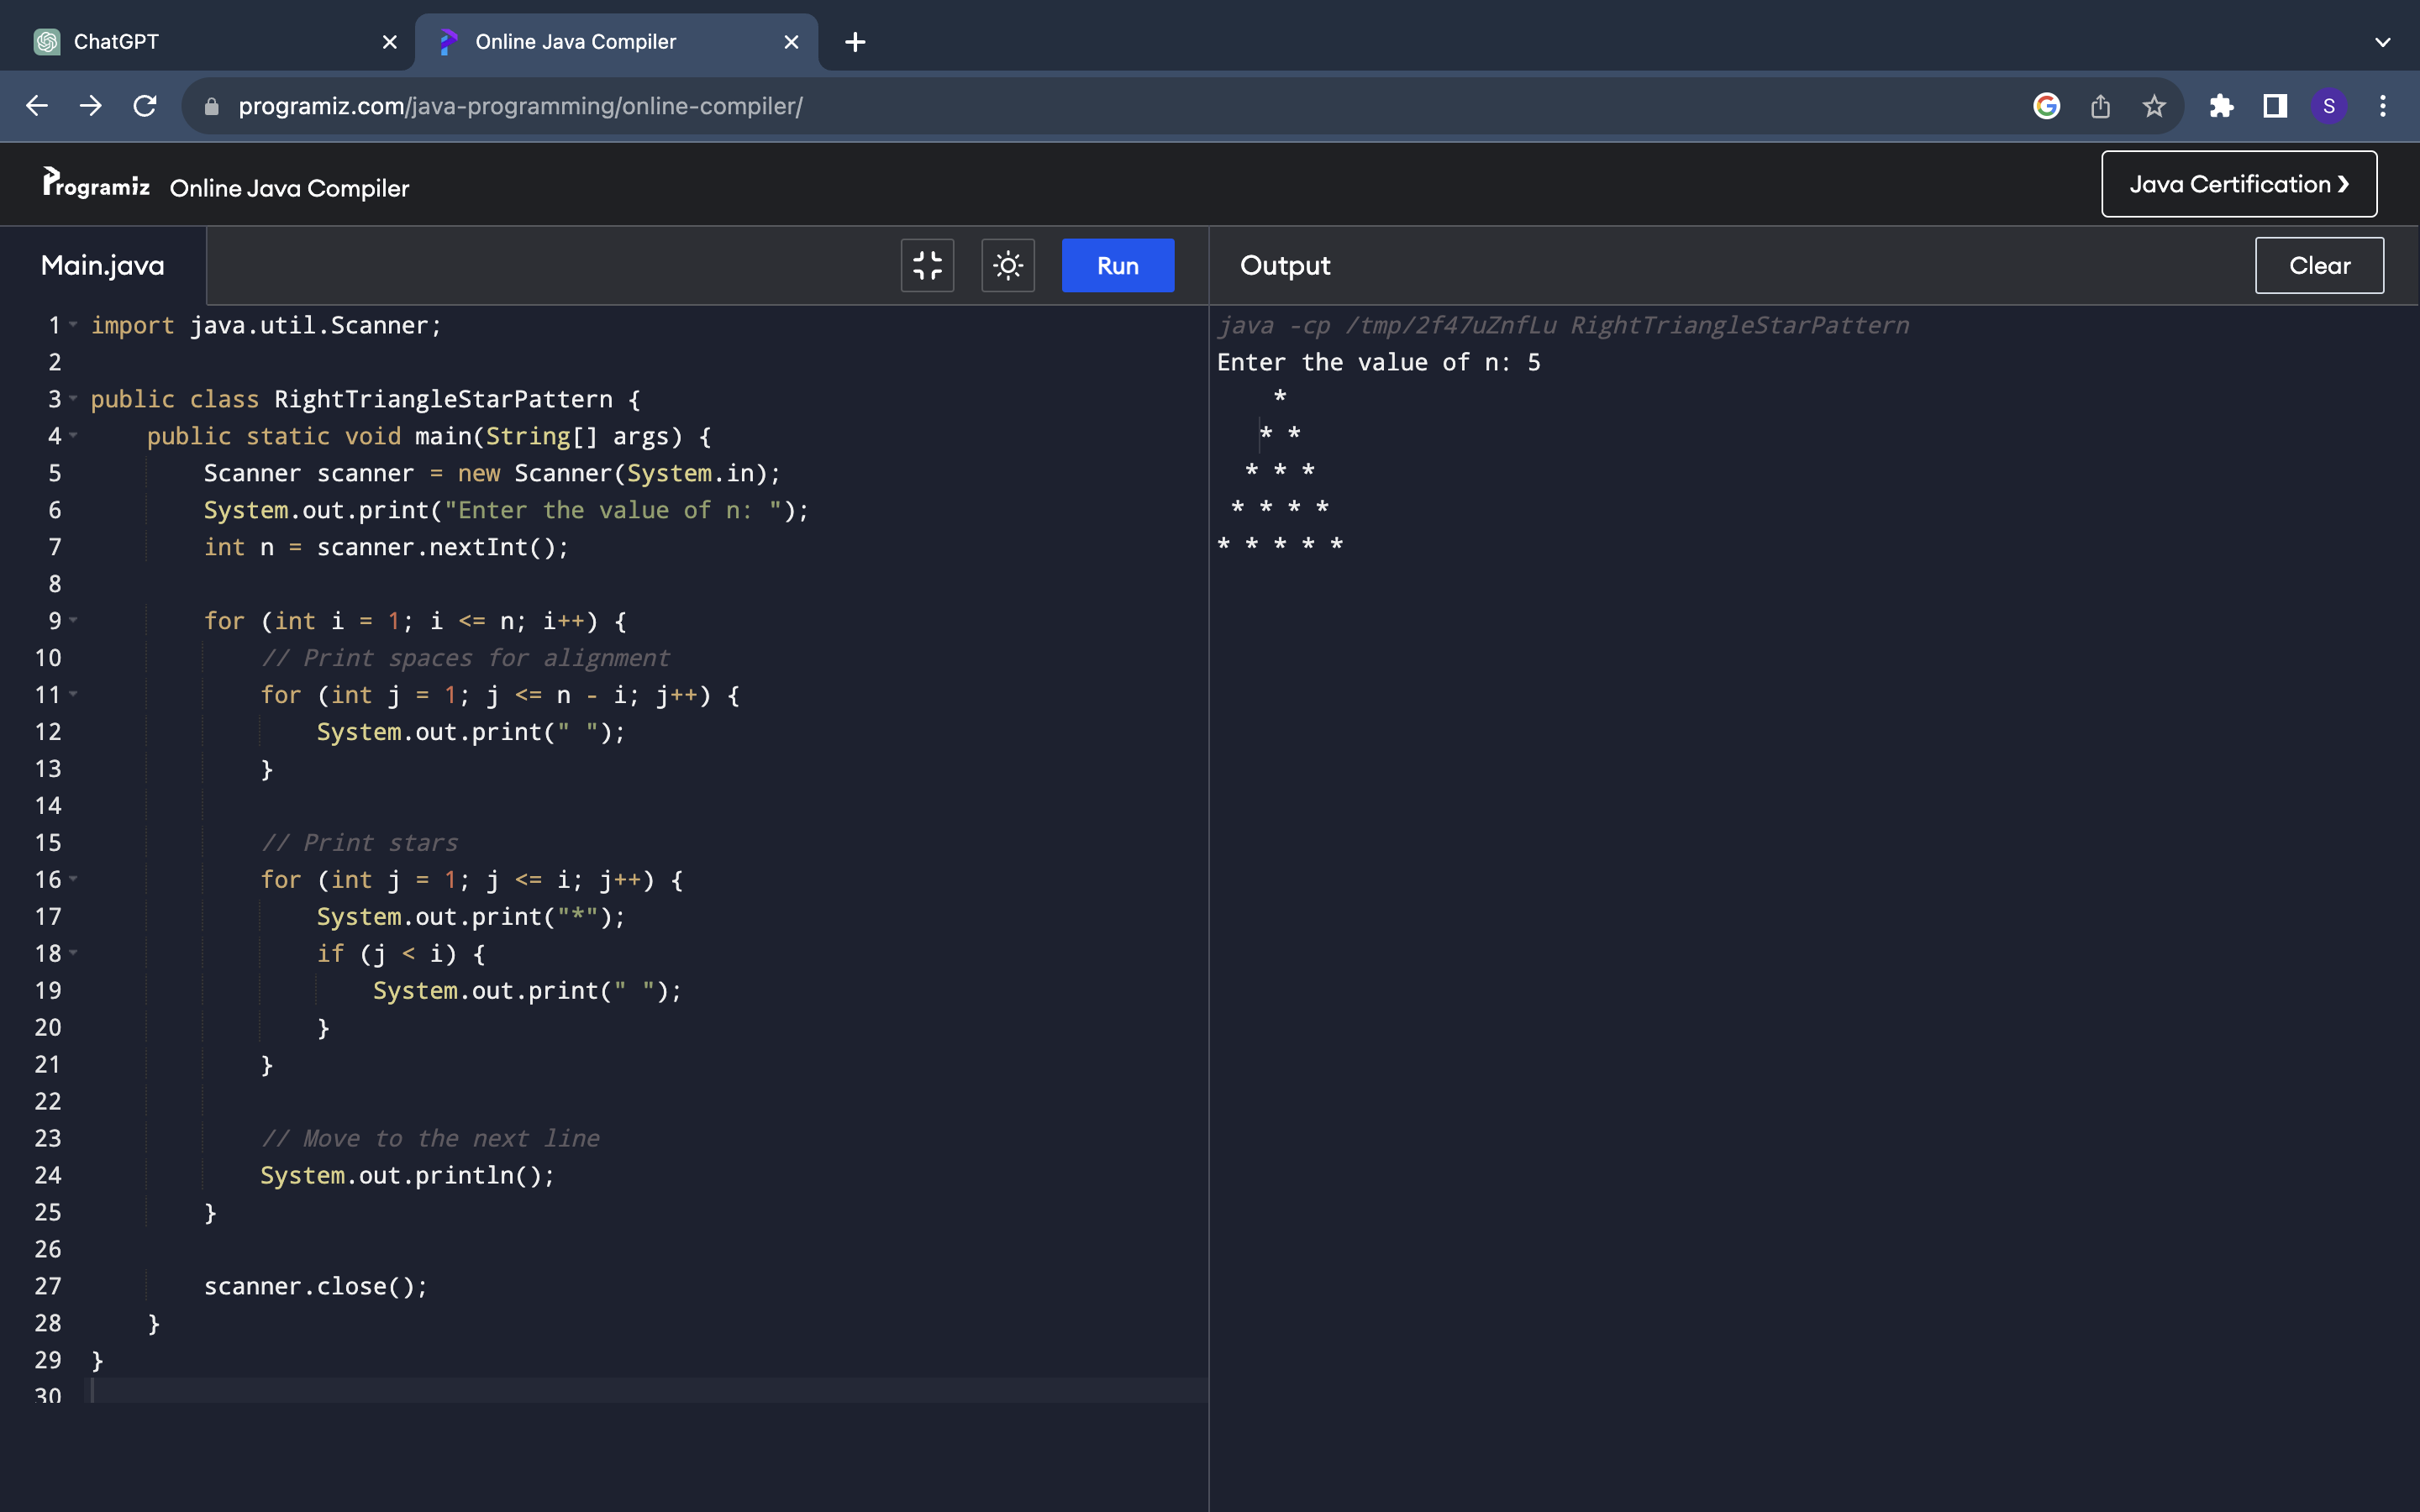 ChatGPT
Online Java Compiler
programiz.com/java-programming/online-compiler/
S
Programiz Online Java Compiler
Java Certification ❯
Main.java
Run
Output
Clear
1 import java.util.Scanner;
2
3 public class RightTriangleStarPattern {
4     public static void main(String[] args) {
5         Scanner scanner = new Scanner(System.in);
6         System.out.print("Enter the value of n: ");
7         int n = scanner.nextInt();
8
9         for (int i = 1; i <= n; i++) {
10             // Print spaces for alignment
11             for (int j = 1; j <= n - i; j++) {
12                 System.out.print(" ");
13             }
14
15             // Print stars
16             for (int j = 1; j <= i; j++) {
17                 System.out.print("*");
18                 if (j < i) {
19                     System.out.print(" ");
20                 }
21             }
22
23             // Move to the next line
24             System.out.println();
25         }
26
27         scanner.close();
28     }
29 }
30
java -cp /tmp/2f47uZnfLu RightTriangleStarPattern
Enter the value of n: 5
    *
   * *
  * * *
 * * * *
* * * * *